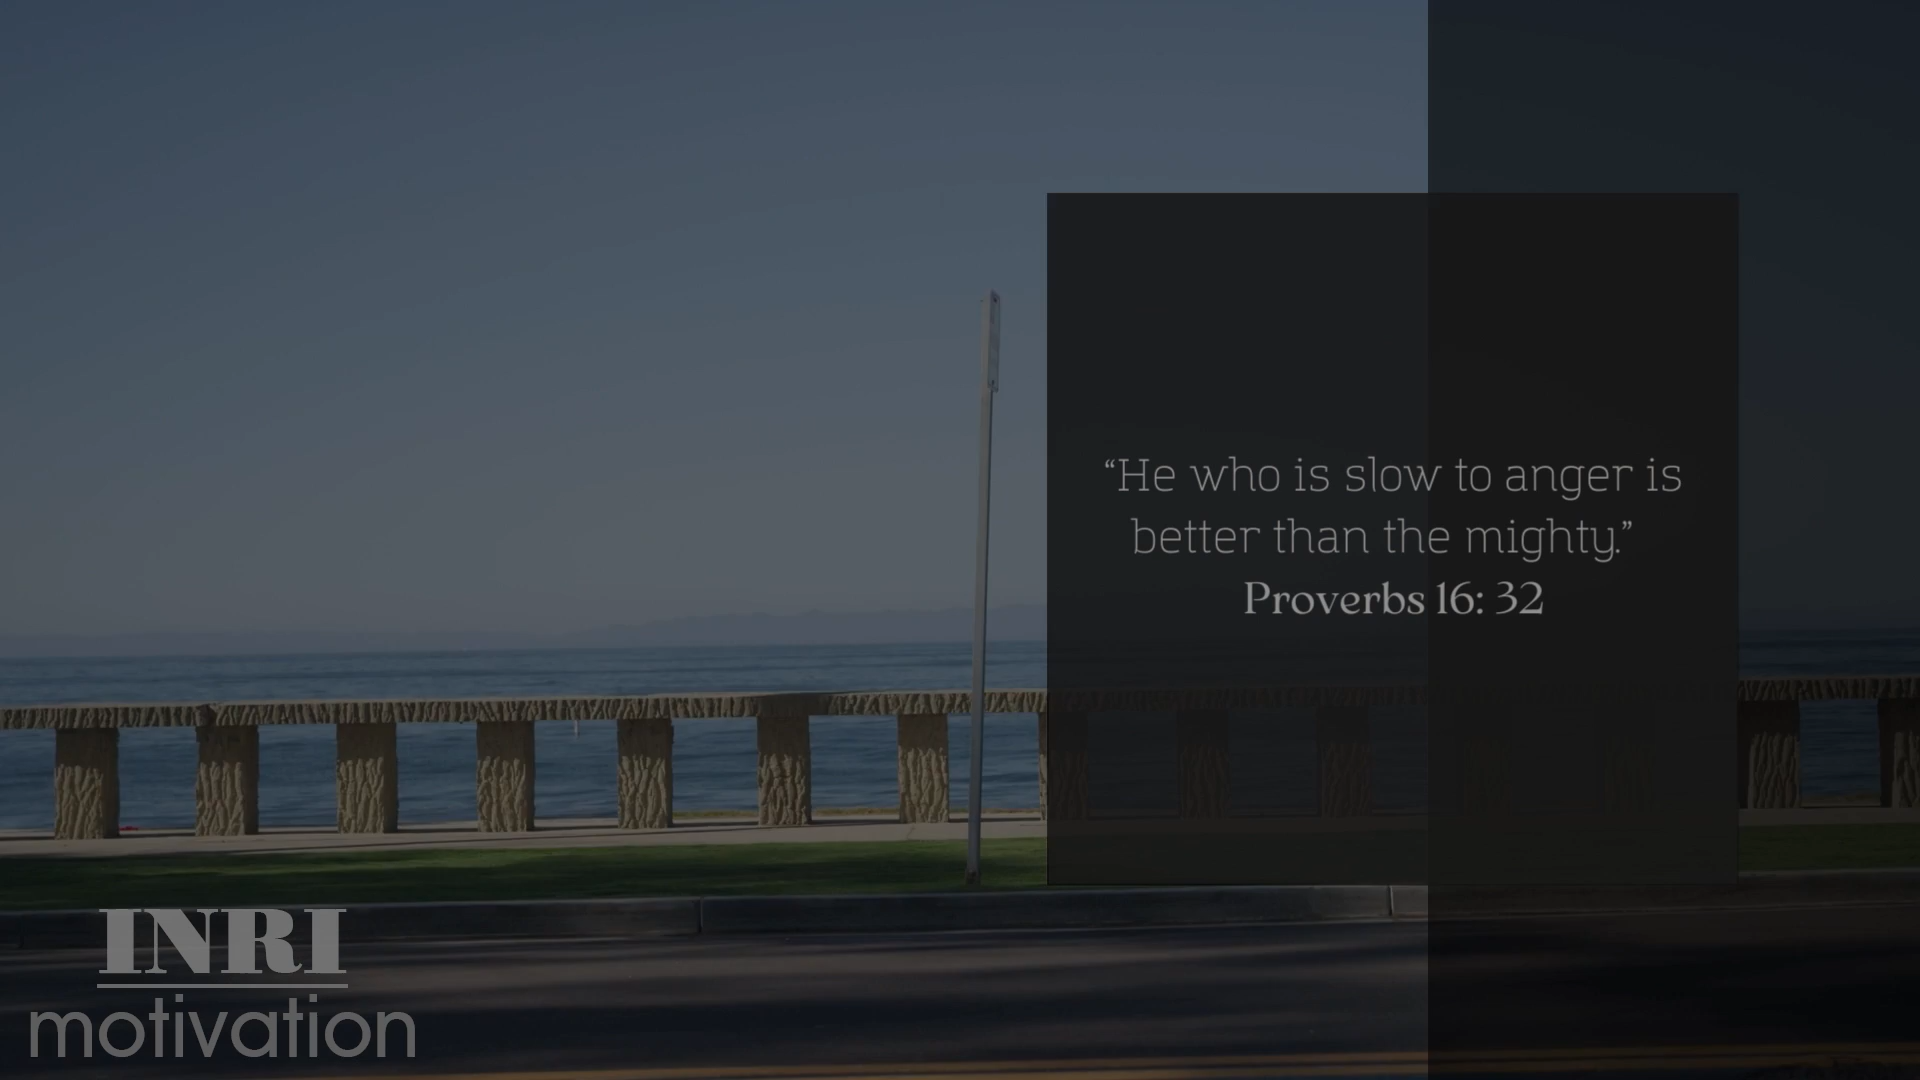 “He who is slow to anger is
better than the mighty.”
Proverbs 16: 32
INRI
motivation